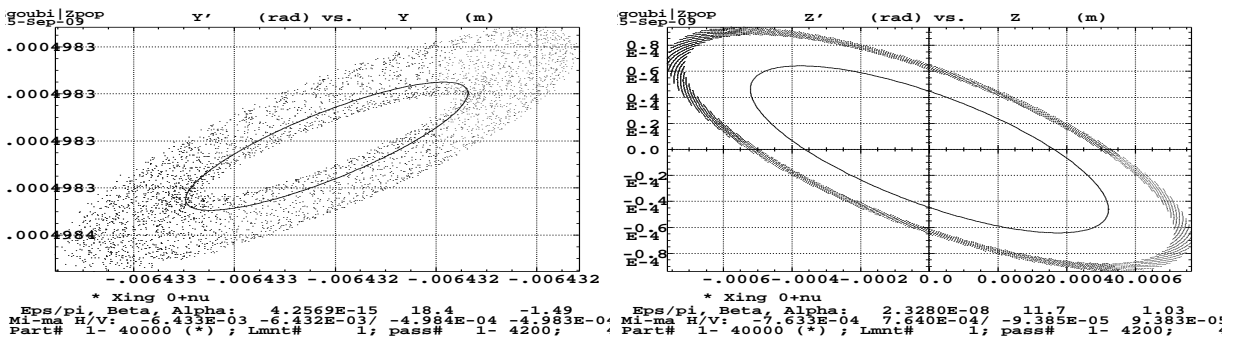 goubi|Zpop
5-Sep-09
Y' (rad) vs. Y (m)
.0004983
.0004983
.0004983
.0004983
.0004984
-.006433 -.006433 -.006432 -.006432 -.006432
* Xing 0+nu
Eps/pi, Beta, Alpha: 4.2569E-15 18.4 -1.49
Mi-ma H/V: -6.433E-03 -6.432E-03/ -4.984E-04 -4.983E-04
Part# 1- 40000 (*) ; Lmnt# 1; pass# 1- 4200;
goubi|Zpop
5-Sep-09
Z' (rad) vs. Z (m)
0.8
E-4
0.6
E-4
0.4
E-4
0.2
E-4
0.0
-0.2
E-4
-0.4
E-4
-0.6
E-4
-0.8
E-4
-0.0006 -0.0004 -0.0002 0.0 0.0002 0.0004 0.0006
* Xing 0+nu
Eps/pi, Beta, Alpha: 2.3280E-08 11.7 1.03
Mi-ma H/V: -7.633E-04 7.640E-04/ -9.385E-05 9.383E-05
Part# 1- 40000 (*) ; Lmnt# 1; pass# 1- 4200;